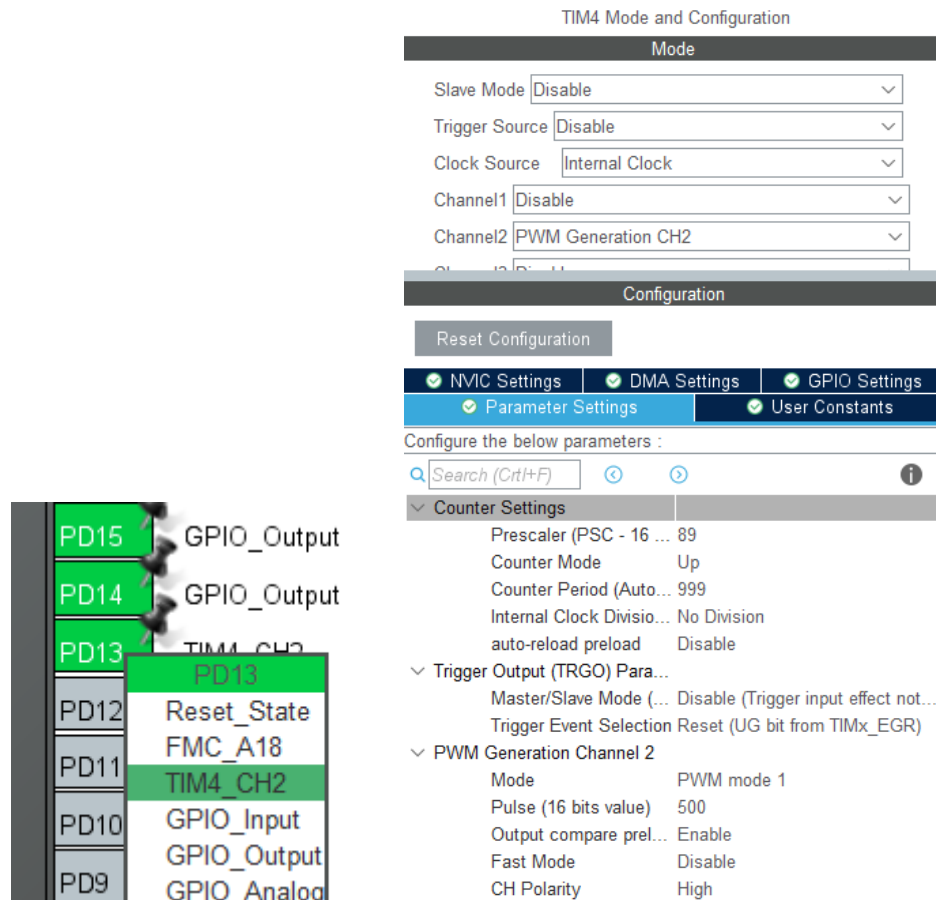 TIM4 Mode and Configuration
Mode
Slave Mode Disable
Trigger Source Disable
Clock Source Internal Clock
Channel1 Disable
Channel2 PWM Generation CH2
Configuration
Reset Configuration
NVIC Settings DMA Settings GPIO Settings
Parameter Settings User Constants
Configure the below parameters :
Search (Crtl+F)
Counter Settings
Prescaler (PSC - 16 ... 89
Counter Mode Up
Counter Period (Auto... 999
Internal Clock Divisio... No Division
auto-reload preload Disable
Trigger Output (TRGO) Para...
Master/Slave Mode (... Disable (Trigger input effect not...
Trigger Event Selection Reset (UG bit from TIMx_EGR)
PWM Generation Channel 2
Mode PWM mode 1
Pulse (16 bits value) 500
Output compare prel... Enable
Fast Mode Disable
CH Polarity High
PD15 GPIO_Output
PD14 GPIO_Output
PD13 TIM4_CH2
PD12
PD11
PD10
PD9
PD13
Reset_State
FMC_A18
TIM4_CH2
GPIO_Input
GPIO_Output
GPIO_Analog